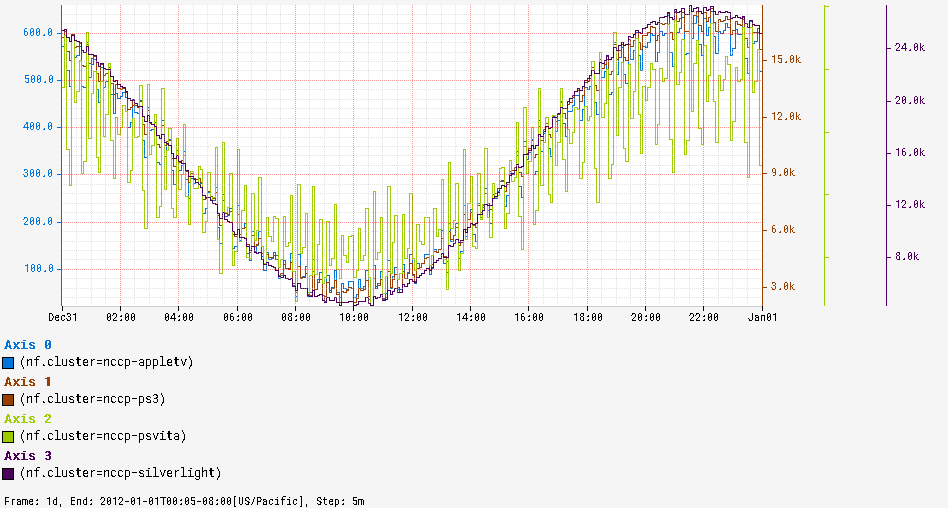 600.0
500.0
400.0
300.0
200.0
100.0
15.0k
12.0k
9.0k
6.0k
3.0k
24.0k
20.0k
16.0k
12.0k
8.0k
Dec31 02:00 04:00 06:00 08:00 10:00 12:00 14:00 16:00 18:00 20:00 22:00 Jan01
Axis 0
(nf.cluster=nccp-appletv)
Axis 1
(nf.cluster=nccp-ps3)
Axis 2
(nf.cluster=nccp-psvita)
Axis 3
(nf.cluster=nccp-silverlight)
Frame: 1d, End: 2012-01-01T00:05-08:00[US/Pacific], Step: 5m